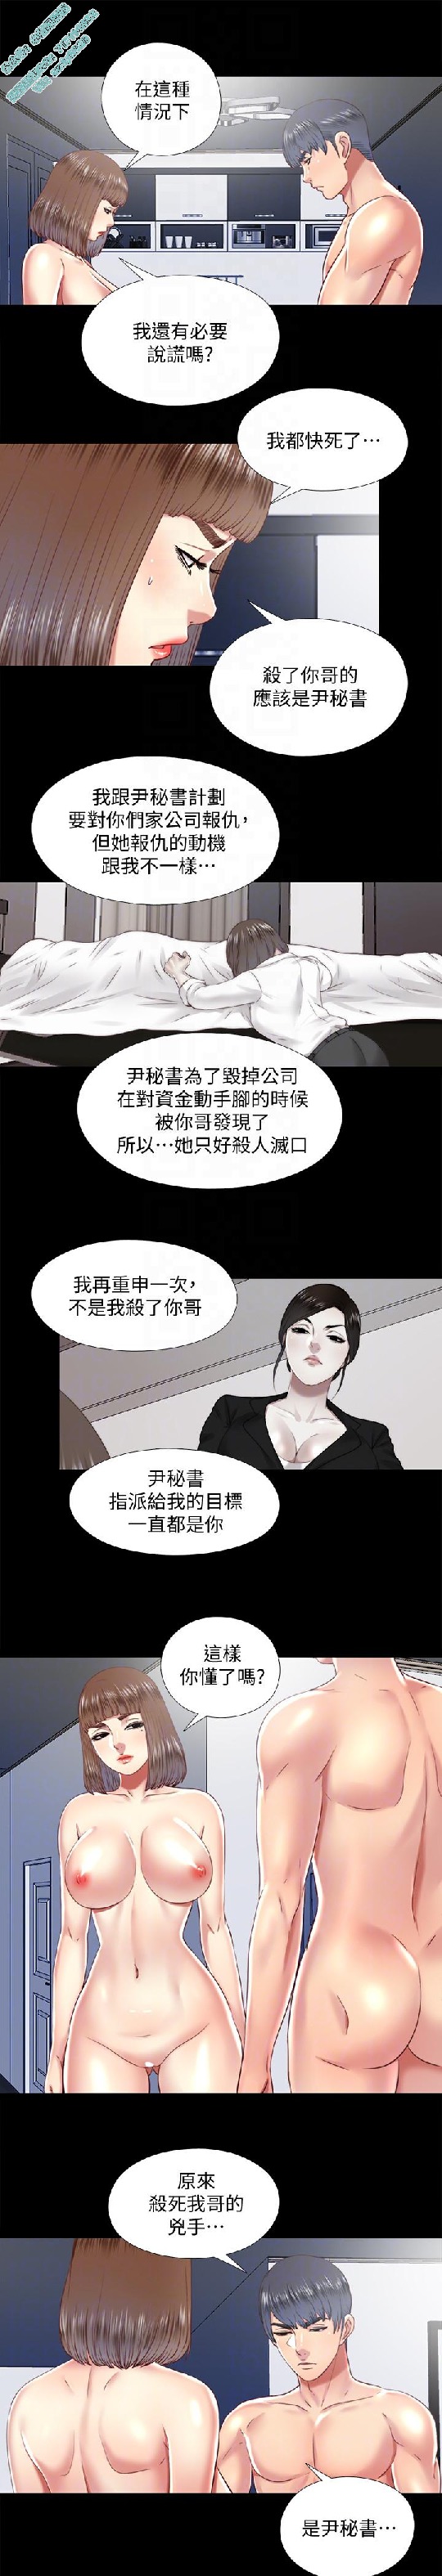 在這種
情況下
我還有必要
說謊嗎?
我都快死了…
殺了你哥的
應該是尹秘書
我跟尹秘書計劃
要對你們家公司報仇，
但她報仇的動機
跟我不一樣…
尹秘書為了毀掉公司
在對資金動手腳的時候
被你哥發現了
所以…她只好殺人滅口
我再重申一次，
不是我殺了你哥
尹秘書
指派給我的目標
一直都是你
這樣
你懂了嗎?
原來
殺死我哥的
兇手…
是尹秘書…